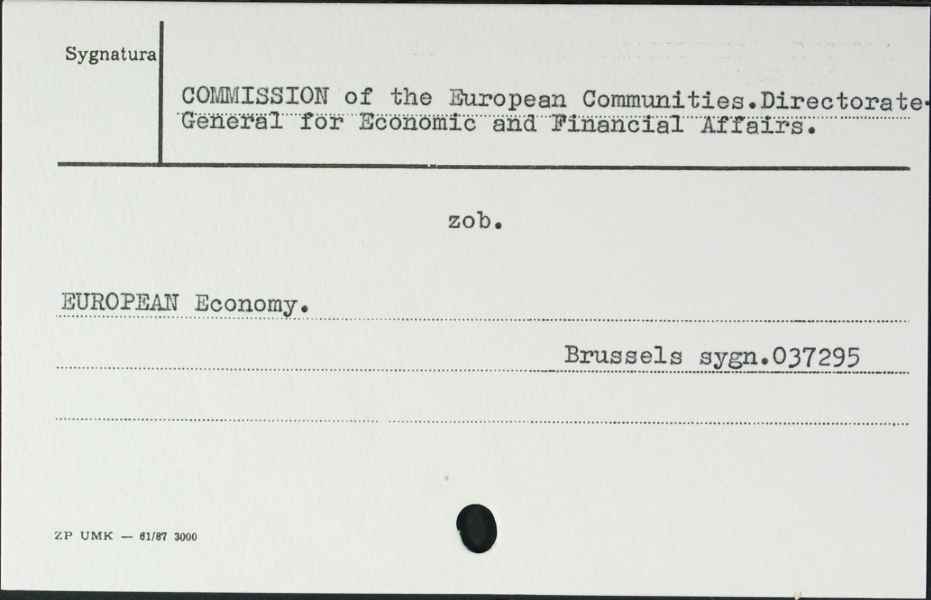 Sygnatura
COMMISSION of the European Communities.Directorate-
General for Economic and Financial Affairs.
zob.
EUROPEAN Economy.
Brussels sygn.037295
ZP UMK — 61/87 3000